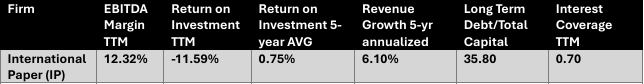 Firm EBITDA Margin TTM Return on Investment TTM Return on Investment 5-year AVG Revenue Growth 5-yr annualized Long Term Debt/Total Capital Interest Coverage TTM
International Paper (IP) 12.32% -11.59% 0.75% 6.10% 35.80 0.70